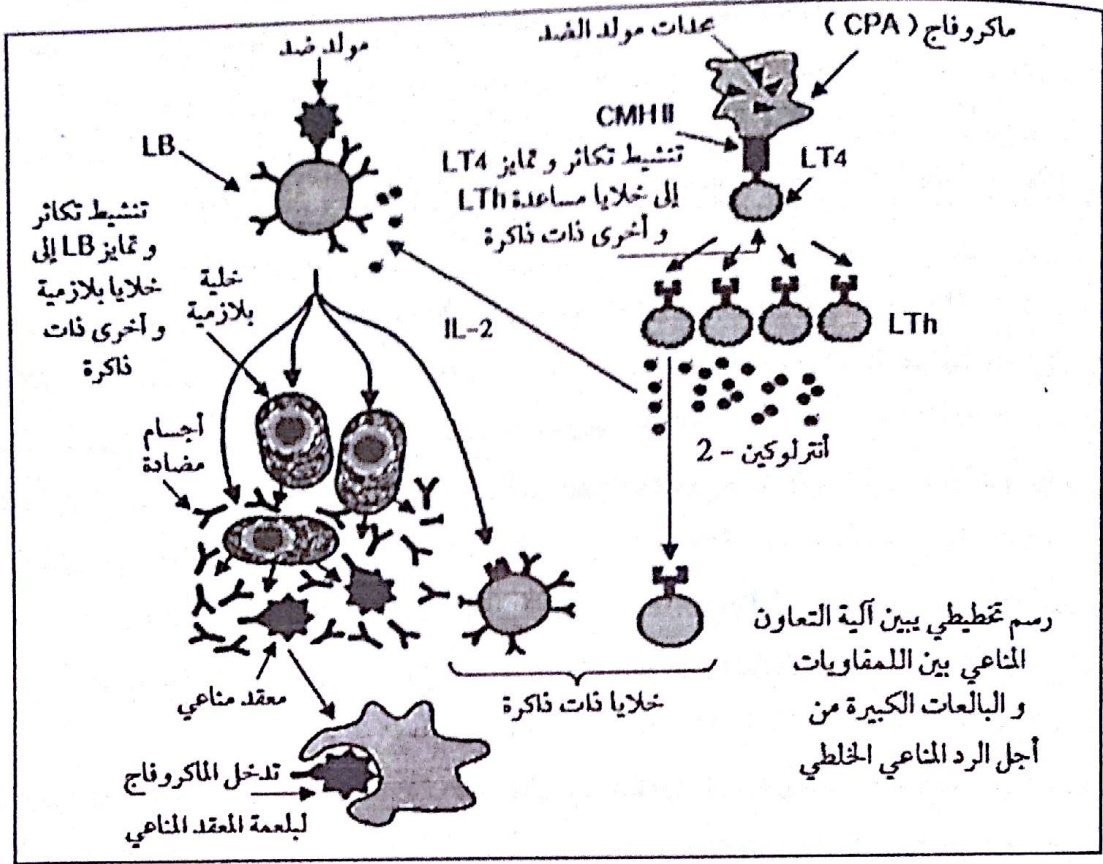 مولد ضد
محدات مولد الضد
ماكروفاج ( CPA )
CMH II
LB
LT4
تنشيط تكاثر و تمايز LT4
إلى خلايا مساعدة LTh
و أخرى ذات ذاكرة
تنشيط تكاثر
و تمايز LB إلى
خلايا بلازمية
و أخرى ذات
ذاكرة
خلية
بلازمية
IL-2
LTh
أنترلوكين - 2
أجسام
مضادة
معقد مناعي
خلايا ذات ذاكرة
تدخل الماكروفاج
لبلعمة المعقد المناعي
رسم تخطيطي يبين آلية التعاون
المناعي بين اللمفاويات
و البالعات الكبيرة من
أجل الرد المناعي الخلطي